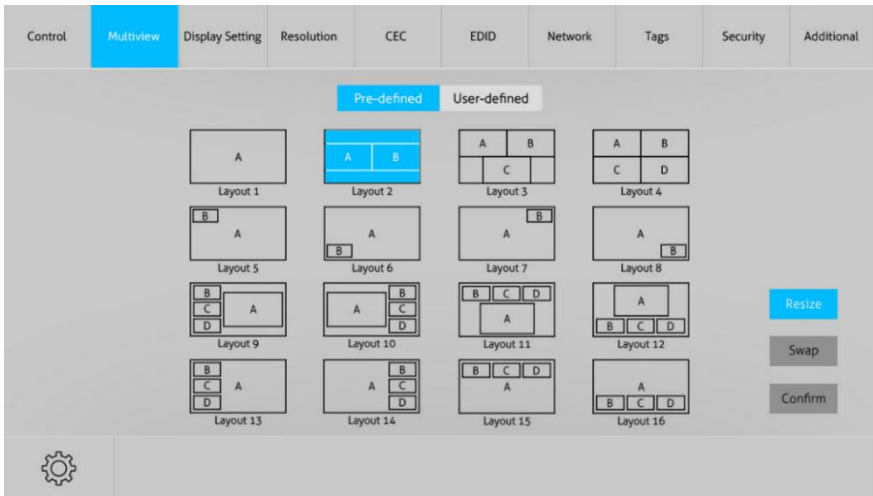 Control Multiview Display Setting Resolution CEC EDID Network Tags Security Additional
Pre-defined User-defined
A A B A B A B
C C D
Layout 1 Layout 2 Layout 3 Layout 4
B B
A A A A
B B
Layout 5 Layout 6 Layout 7 Layout 8
B B B C D
C A A C A
D D A B C D
Resize
Layout 9 Layout 10 Layout 11 Layout 12
Swap
B B B C D
C A A C A A
D D B C D
Confirm
Layout 13 Layout 14 Layout 15 Layout 16